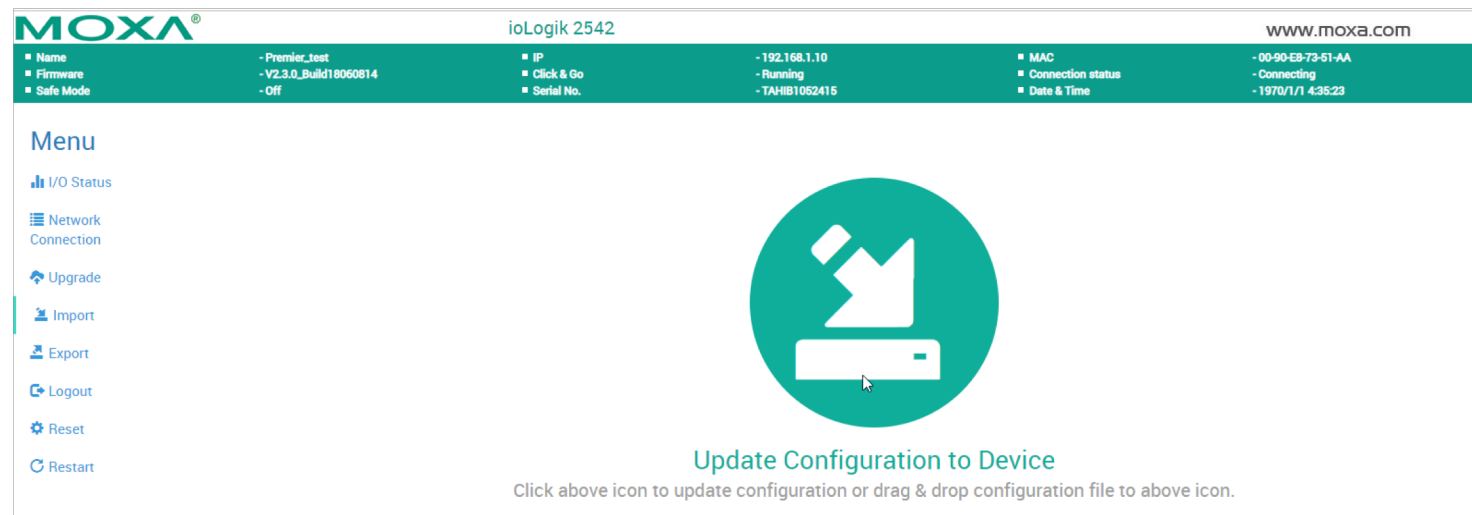 MOXA® ioLogik 2542 www.moxa.com
Name - Premier_test IP - 192.168.1.10 MAC - 00-90-E8-73-51-AA
Firmware - V2.3.0_Build18060814 Click & Go - Running Connection status - Connecting
Safe Mode - Off Serial No. - TAHIB1052415 Date & Time - 1970/1/1 4:35:23
Menu
I/O Status
Network
Connection
Upgrade
Import
Export
Logout
Reset
Restart
Update Configuration to Device
Click above icon to update configuration or drag & drop configuration file to above icon.